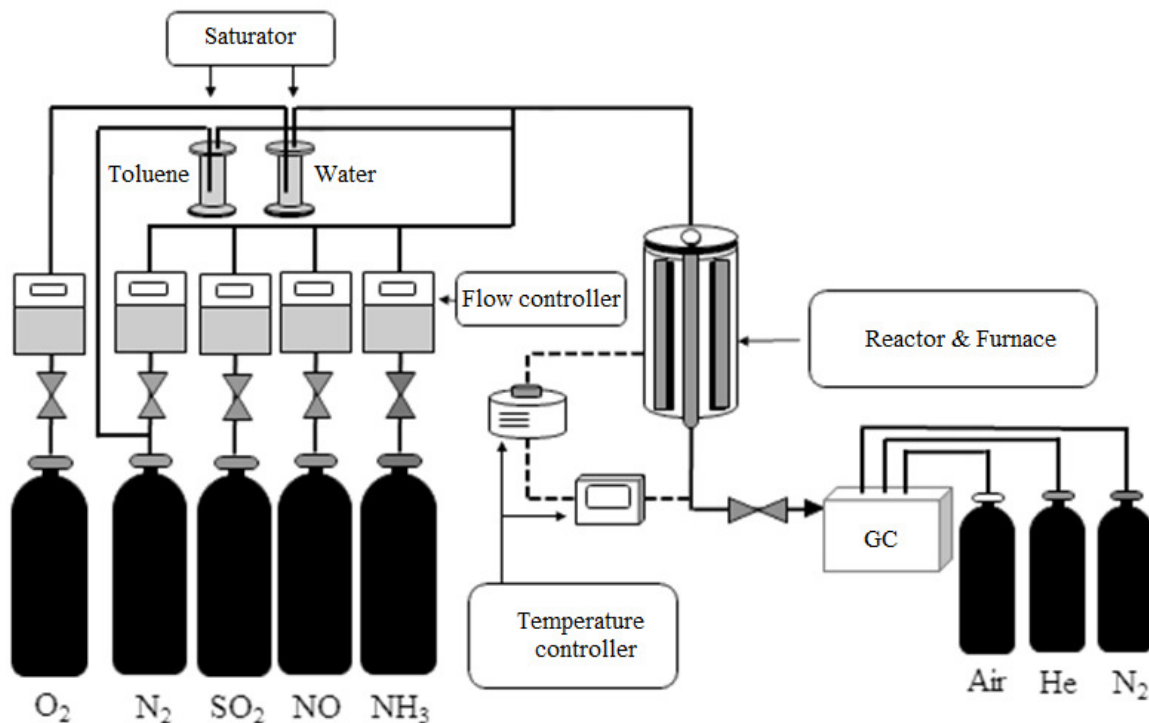 Saturator
Toluene
Water
Flow controller
Reactor & Furnace
GC
Temperature
controller
O₂ N₂ SO₂ NO NH₃
Air He N₂